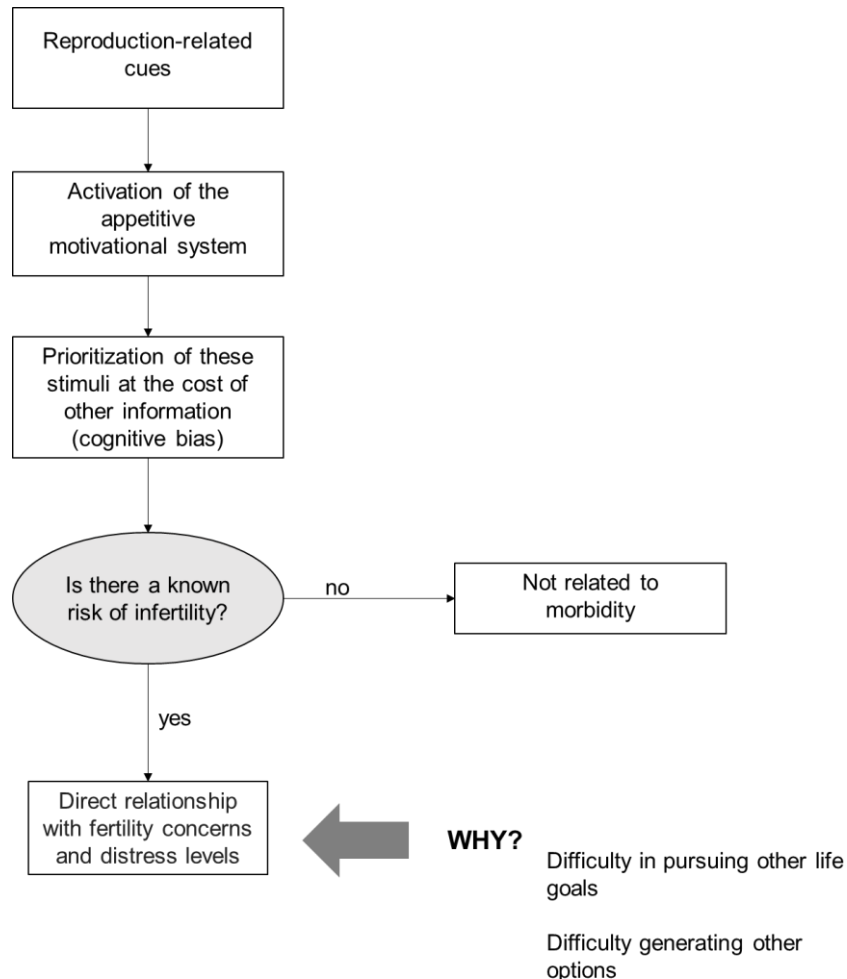 Reproduction-related
cues
Activation of the
appetitive
motivational system
Prioritization of these
stimuli at the cost of
other information
(cognitive bias)
Is there a known
risk of infertility?
no
Not related to
morbidity
yes
Direct relationship
with fertility concerns
and distress levels
WHY?
Difficulty in pursuing other life
goals
Difficulty generating other
options